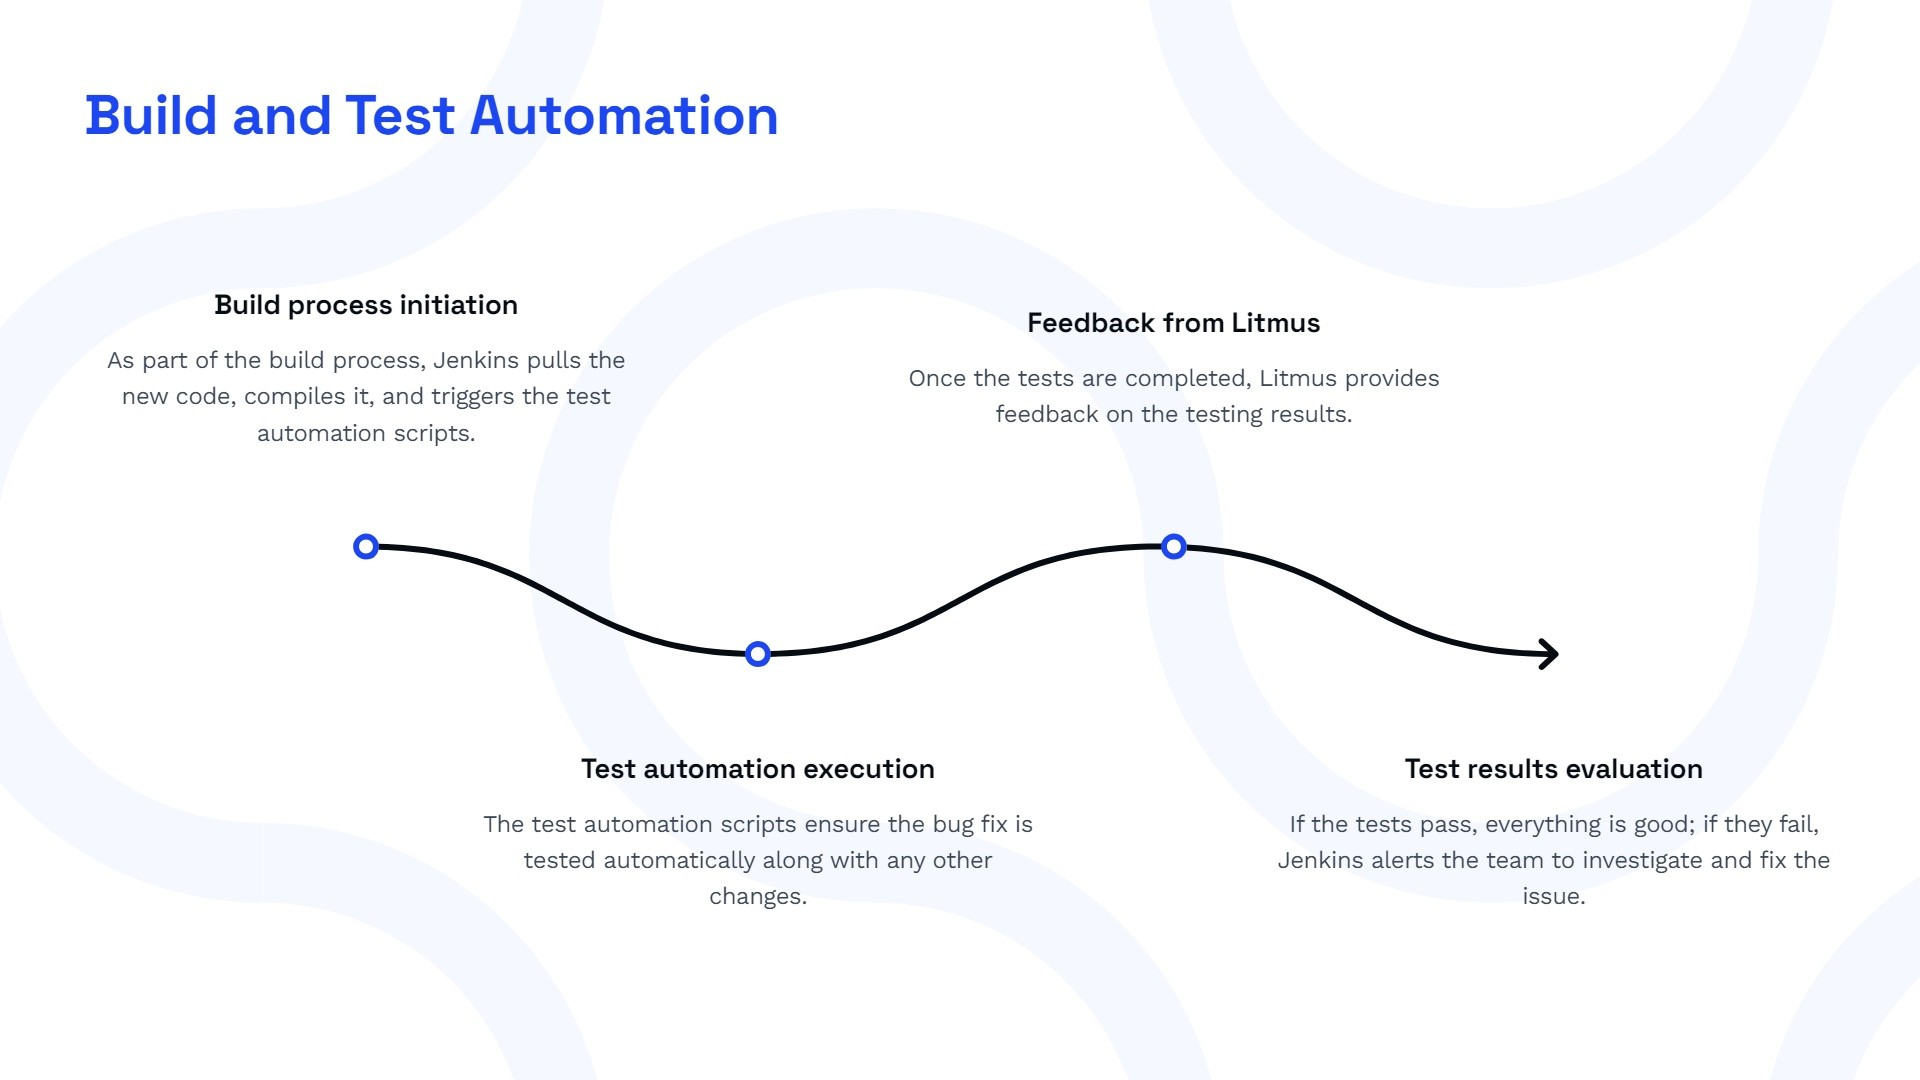 Build and Test Automation
Build process initiation
As part of the build process, Jenkins pulls the
new code, compiles it, and triggers the test
automation scripts.
Test automation execution
The test automation scripts ensure the bug fix is
tested automatically along with any other
changes.
Feedback from Litmus
Once the tests are completed, Litmus provides
feedback on the testing results.
Test results evaluation
If the tests pass, everything is good; if they fail,
Jenkins alerts the team to investigate and fix the
issue.